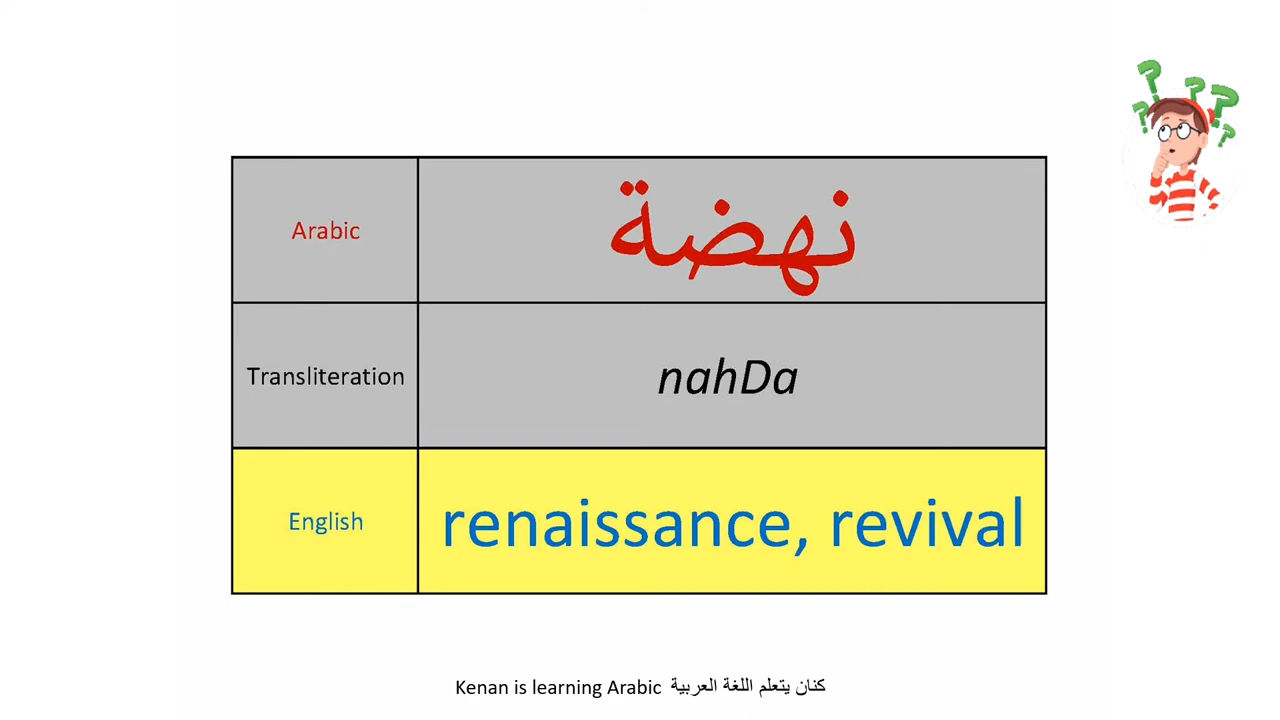 Arabic نهضة
Transliteration nahDa
English renaissance, revival
Kenan is learning Arabic كنان يتعلم اللغة العربية